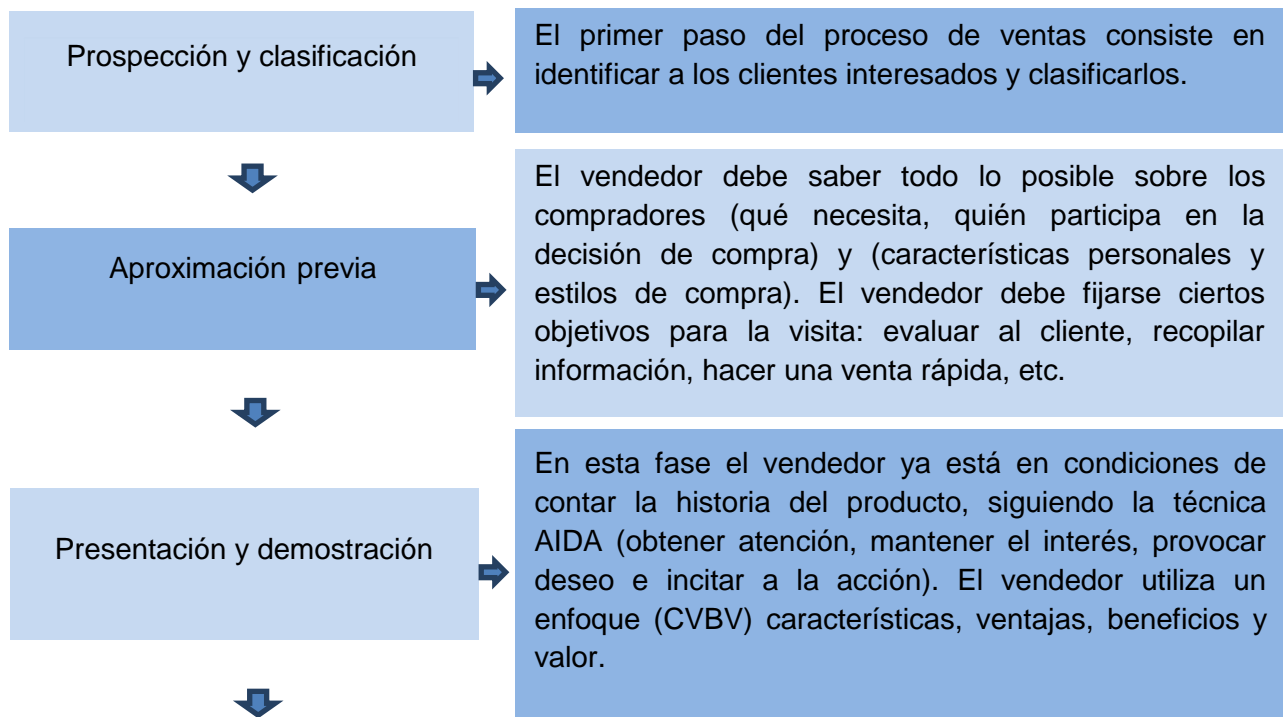 Prospección y clasificación
El primer paso del proceso de ventas consiste en
identificar a los clientes interesados y clasificarlos.
Aproximación previa
El vendedor debe saber todo lo posible sobre los
compradores (qué necesita, quién participa en la
decisión de compra) y (características personales y
estilos de compra). El vendedor debe fijarse ciertos
objetivos para la visita: evaluar al cliente, recopilar
información, hacer una venta rápida, etc.
Presentación y demostración
En esta fase el vendedor ya está en condiciones de
contar la historia del producto, siguiendo la técnica
AIDA (obtener atención, mantener el interés, provocar
deseo e incitar a la acción). El vendedor utiliza un
enfoque (CVBV) características, ventajas, beneficios y
valor.